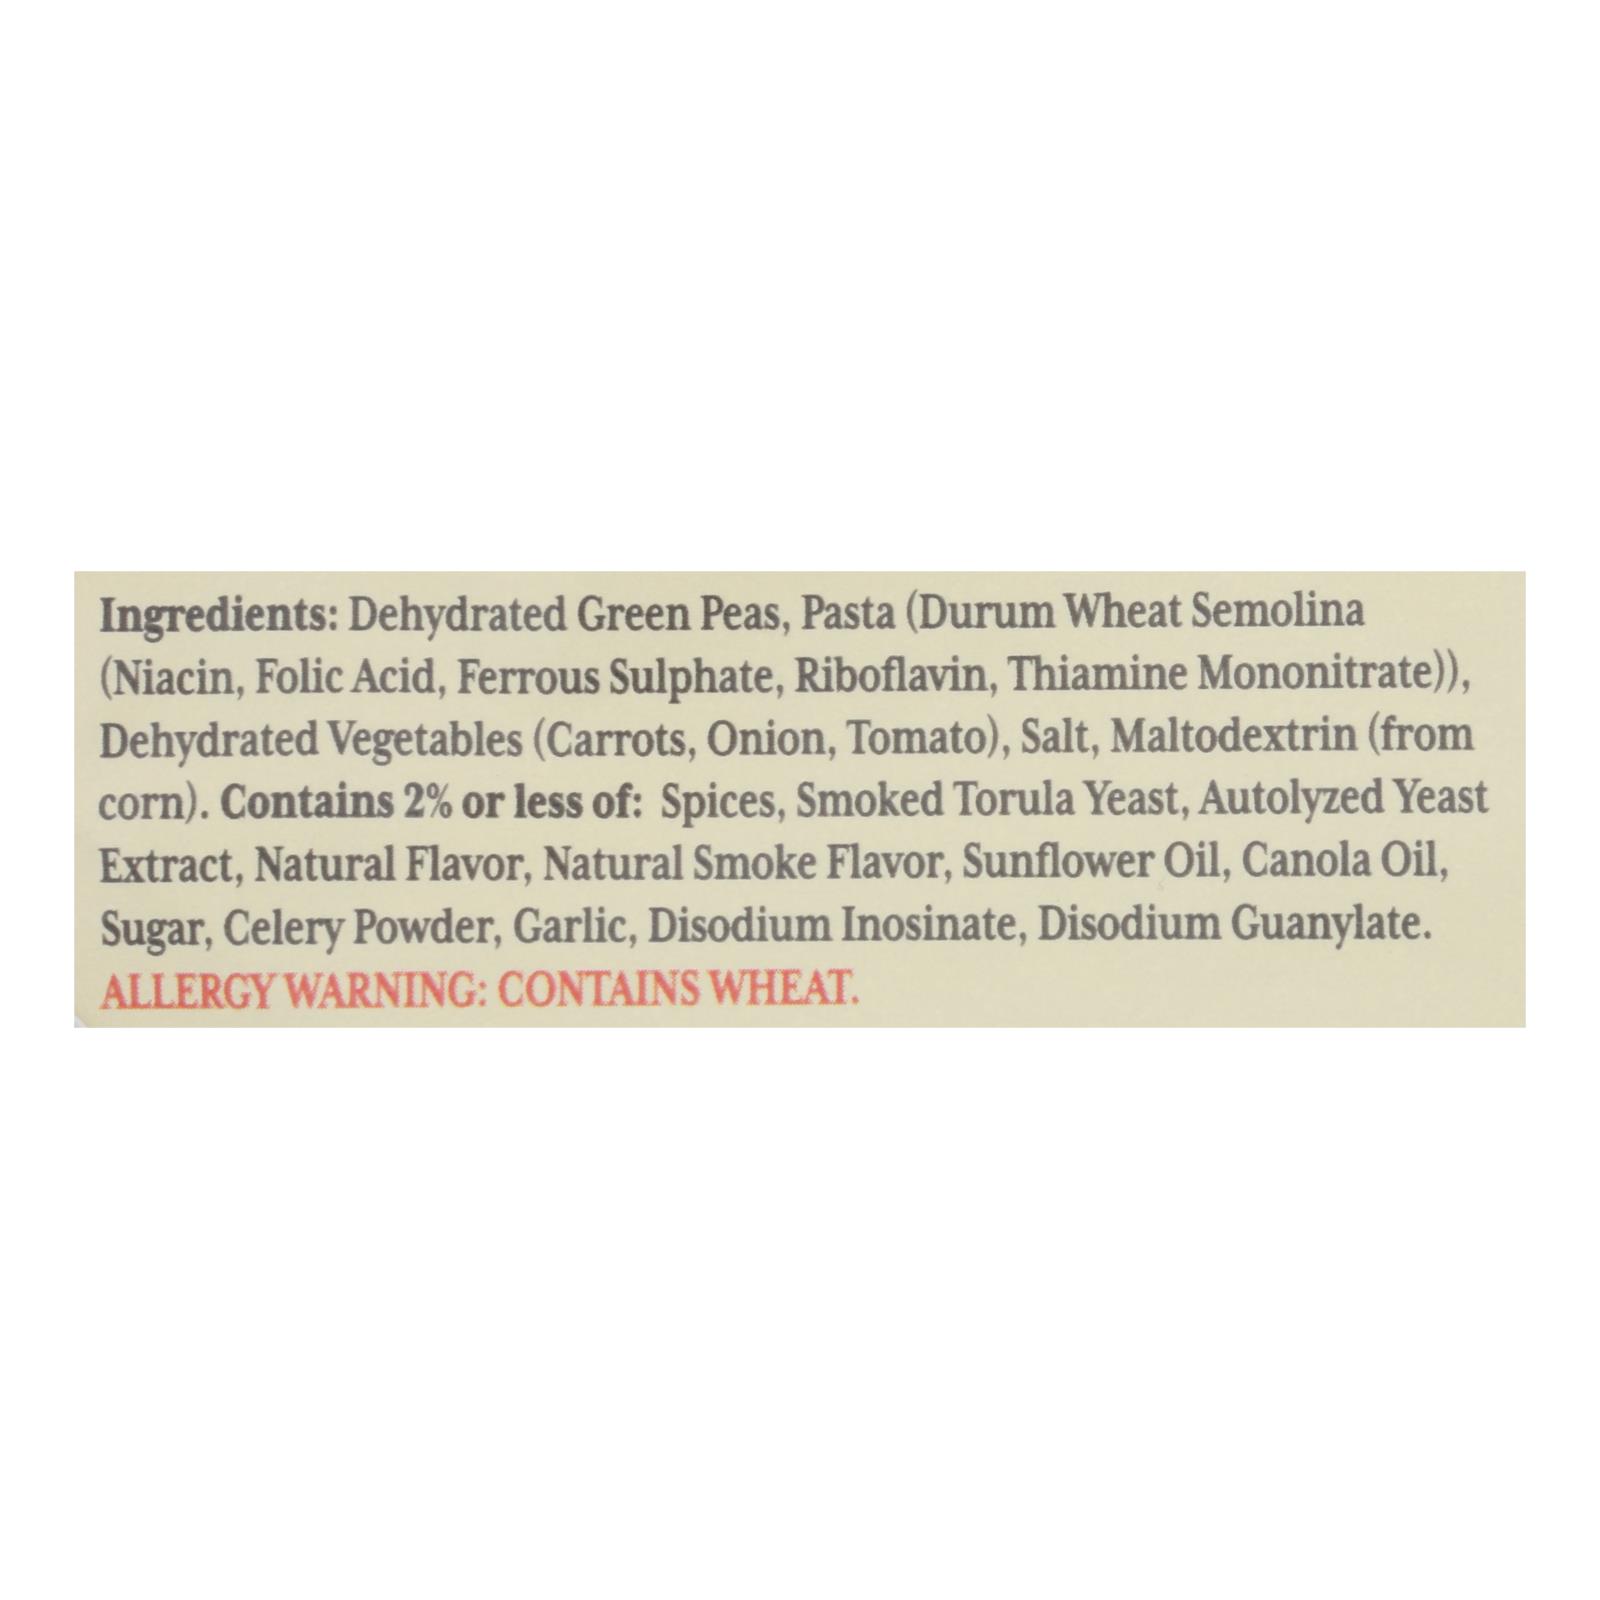 Ingredients: Dehydrated Green Peas, Pasta (Durum Wheat Semolina
(Niacin, Folic Acid, Ferrous Sulphate, Riboflavin, Thiamine Mononitrate)),
Dehydrated Vegetables (Carrots, Onion, Tomato), Salt, Maltodextrin (from
corn). Contains 2% or less of: Spices, Smoked Torula Yeast, Autolyzed Yeast
Extract, Natural Flavor, Natural Smoke Flavor, Sunflower Oil, Canola Oil,
Sugar, Celery Powder, Garlic, Disodium Inosinate, Disodium Guanylate.
ALLERGY WARNING: CONTAINS WHEAT.